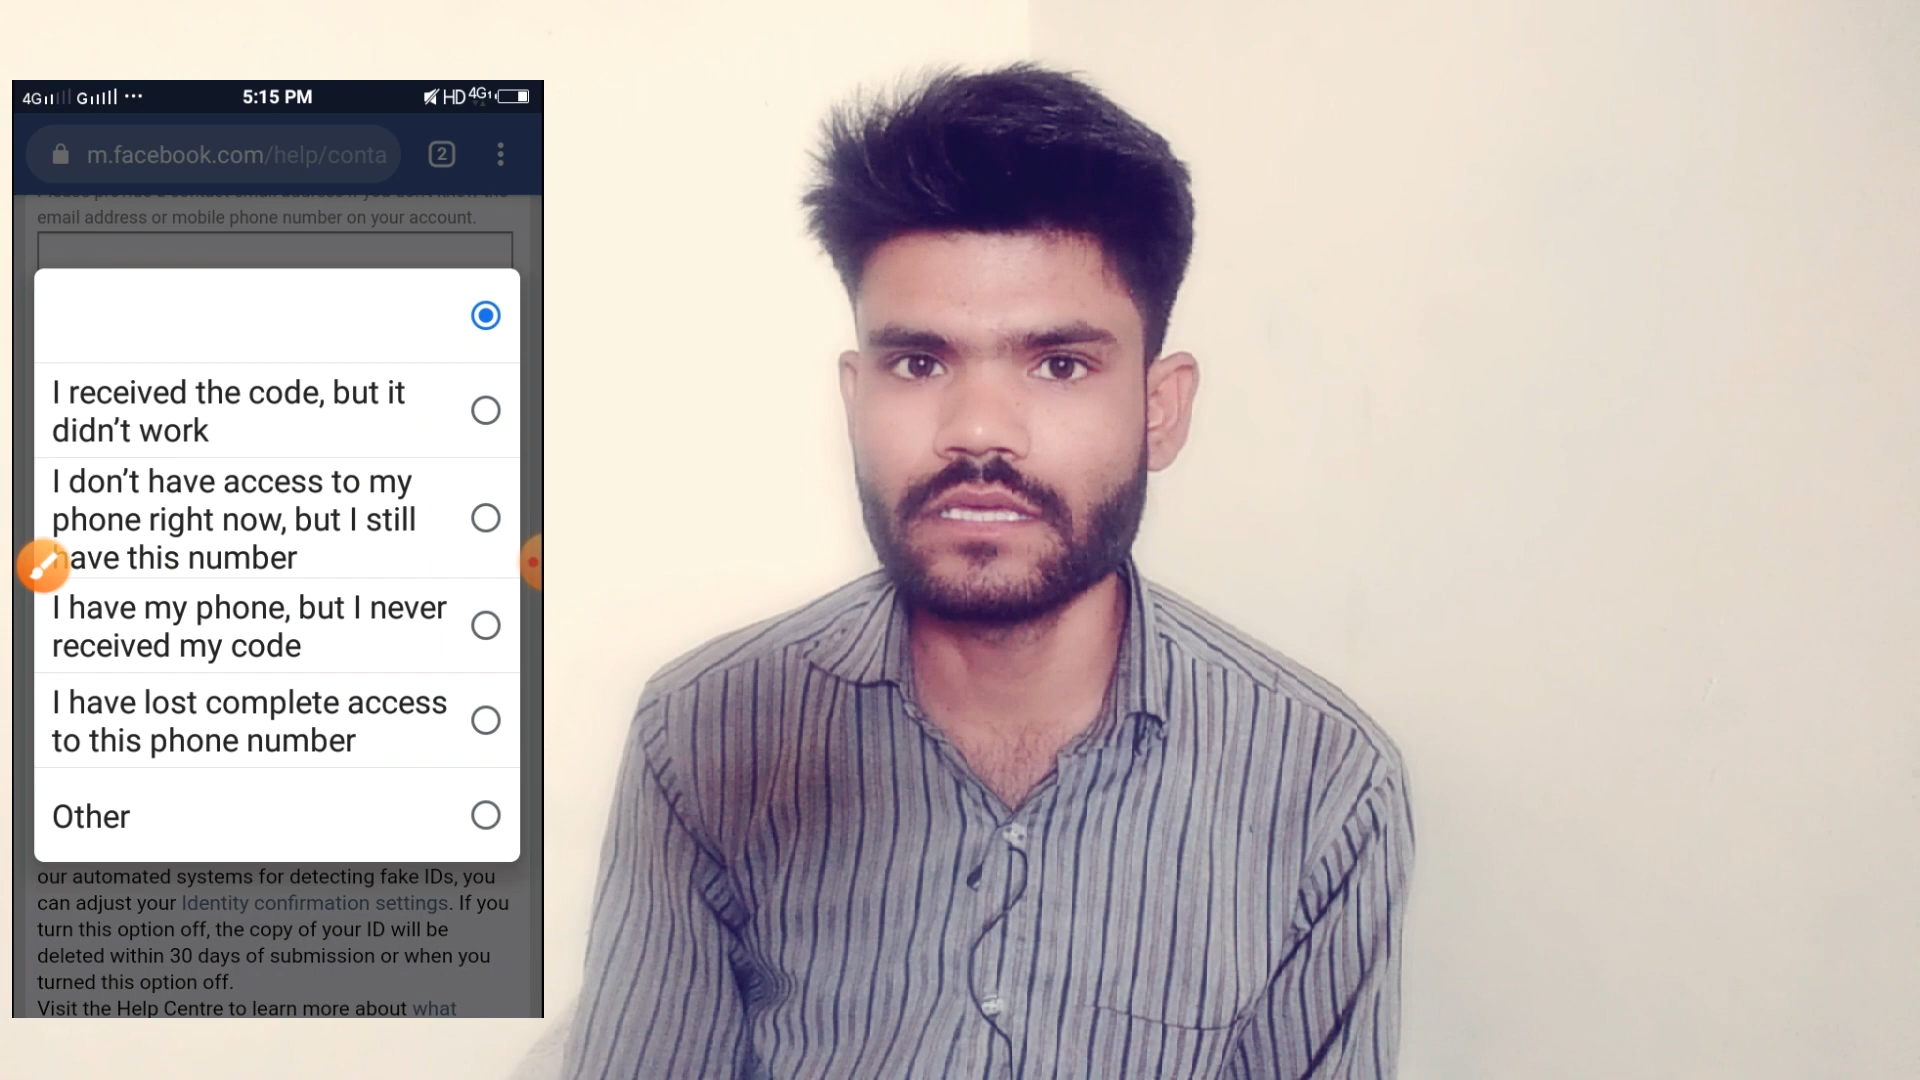 4G G ... 5:15 PM HD 4G
m.facebook.com/help/conta 2
email address or mobile phone number on your account.
I received the code, but it
didn’t work
I don’t have access to my
phone right now, but I still
have this number
I have my phone, but I never
received my code
I have lost complete access
to this phone number
Other
our automated systems for detecting fake IDs, you
can adjust your Identity confirmation settings. If you
turn this option off, the copy of your ID will be
deleted within 30 days of submission or when you
turned this option off.
Visit the Help Centre to learn more about what